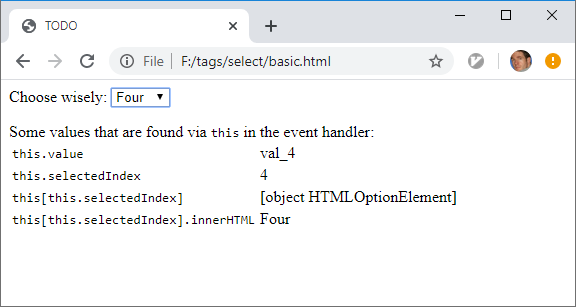 TODO
File F:/tags/select/basic.html
Choose wisely: Four
Some values that are found via this in the event handler:
this.value val_4
this.selectedIndex 4
this[this.selectedIndex] [object HTMLOptionElement]
this[this.selectedIndex].innerHTML Four